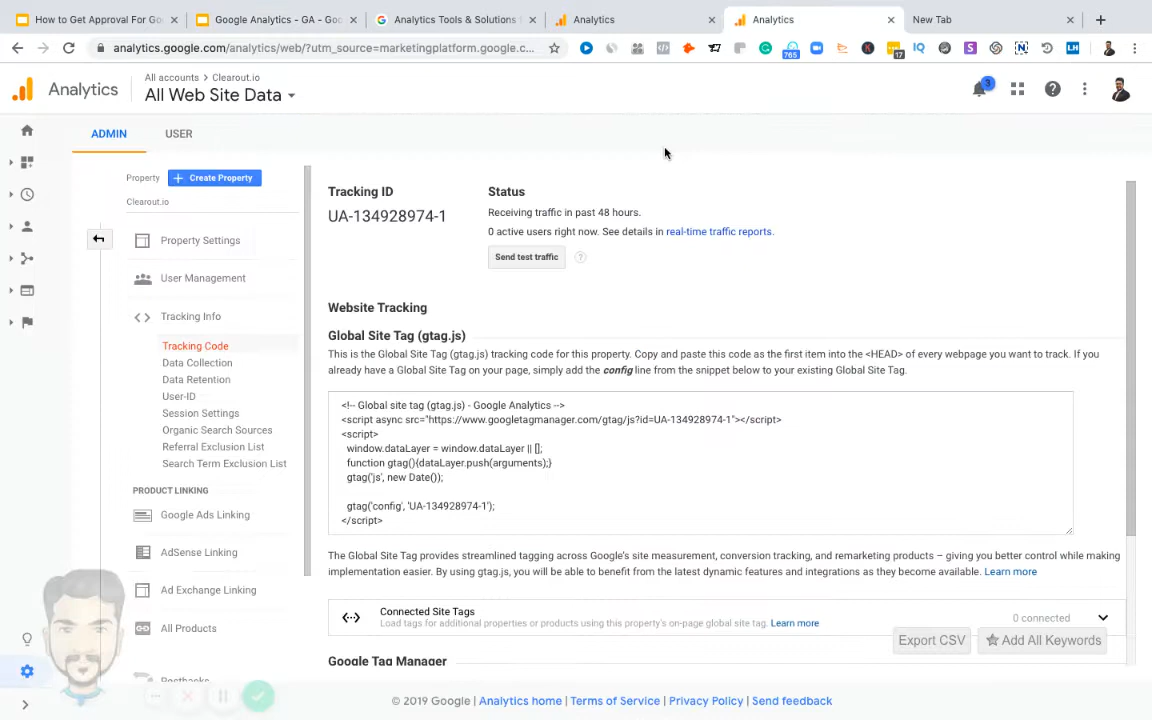 How to Get Approval For Go
Google Analytics - GA - Goo
Analytics Tools & Solutions
Analytics
Analytics
New Tab
analytics.google.com/analytics/web/?utm_source=marketingplatform.google.c...
765
17
IQ
S
N
LH
Analytics
All accounts > Clearout.io
All Web Site Data
3
ADMIN
USER
Property
Create Property
Clearout.io
Property Settings
User Management
Tracking Info
Tracking Code
Data Collection
Data Retention
User-ID
Session Settings
Organic Search Sources
Referral Exclusion List
Search Term Exclusion List
PRODUCT LINKING
Google Ads Linking
AdSense Linking
Ad Exchange Linking
All Products
Postbacks
Tracking ID
UA-134928974-1
Status
Receiving traffic in past 48 hours.
0 active users right now. See details in real-time traffic reports.
Send test traffic
?
Website Tracking
Global Site Tag (gtag.js)
This is the Global Site Tag (gtag.js) tracking code for this property. Copy and paste this code as the first item into the <HEAD> of every webpage you want to track. If you
already have a Global Site Tag on your page, simply add the config line from the snippet below to your existing Global Site Tag.
<!-- Global site tag (gtag.js) - Google Analytics -->
<script async src="https://www.googletagmanager.com/gtag/js?id=UA-134928974-1"></script>
<script>
window.dataLayer = window.dataLayer || [];
function gtag(){dataLayer.push(arguments);}
gtag('js', new Date());
gtag('config', 'UA-134928974-1');
</script>
The Global Site Tag provides streamlined tagging across Google's site measurement, conversion tracking, and remarketing products – giving you better control while making
implementation easier. By using gtag.js, you will be able to benefit from the latest dynamic features and integrations as they become available. Learn more
Connected Site Tags
Load tags for additional properties or products using this property's on-page global site tag. Learn more
0 connected
Export CSV
Add All Keywords
Google Tag Manager
© 2019 Google | Analytics home | Terms of Service | Privacy Policy | Send feedback